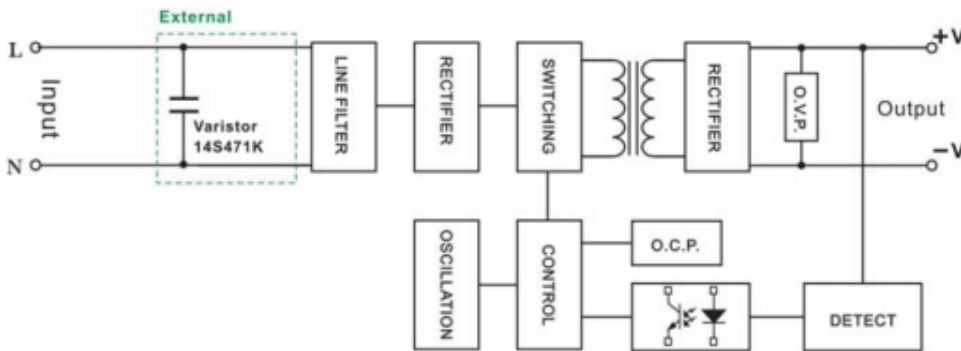 External
L
+V
Input
Varistor
14S471K
LINE FILTER
RECTIFIER
SWITCHING
RECTIFIER
O.V.P.
Output
N
-V
OSCILLATION
CONTROL
O.C.P.
DETECT